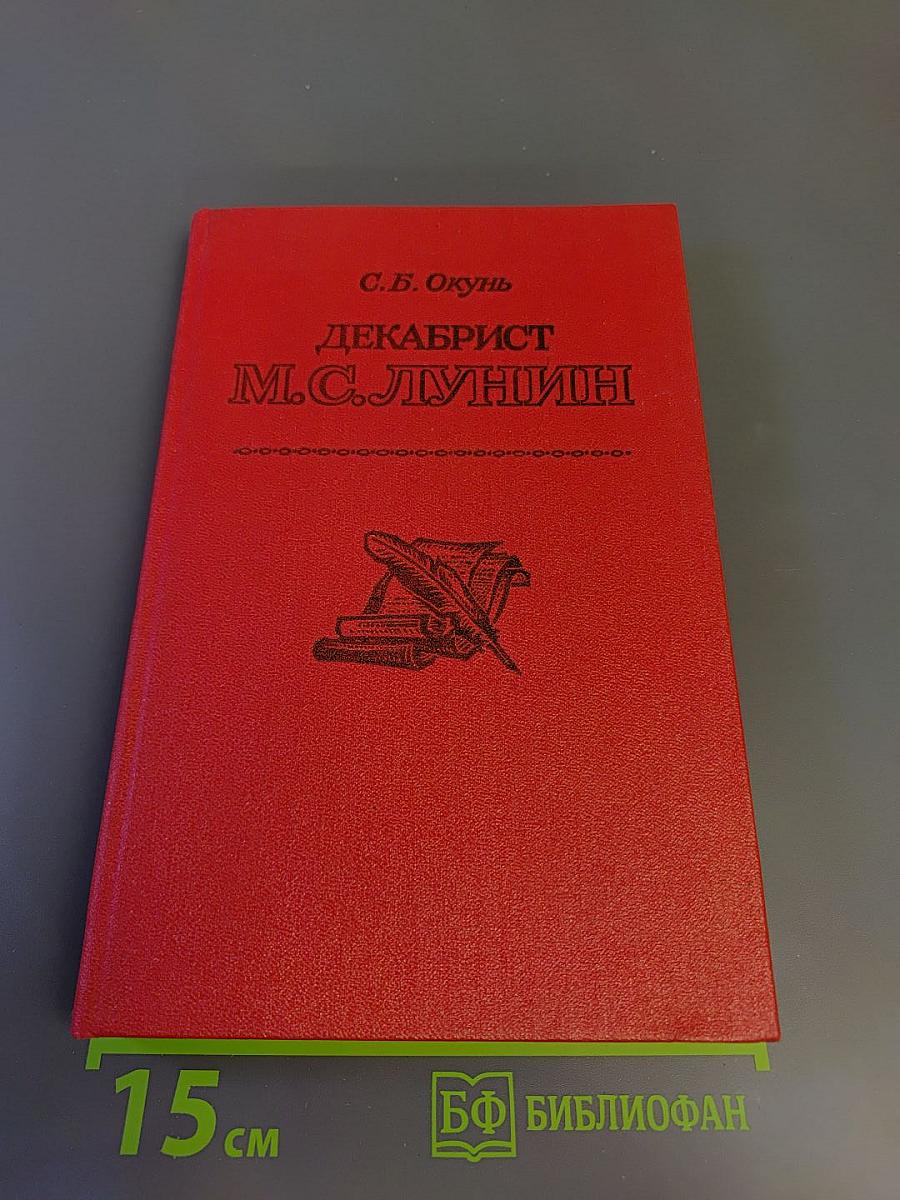 С.Б. Окунь
ДЕКАБРИСТ
М.С.ЛУНИН
15 см
БФ БИБЛИОФАН